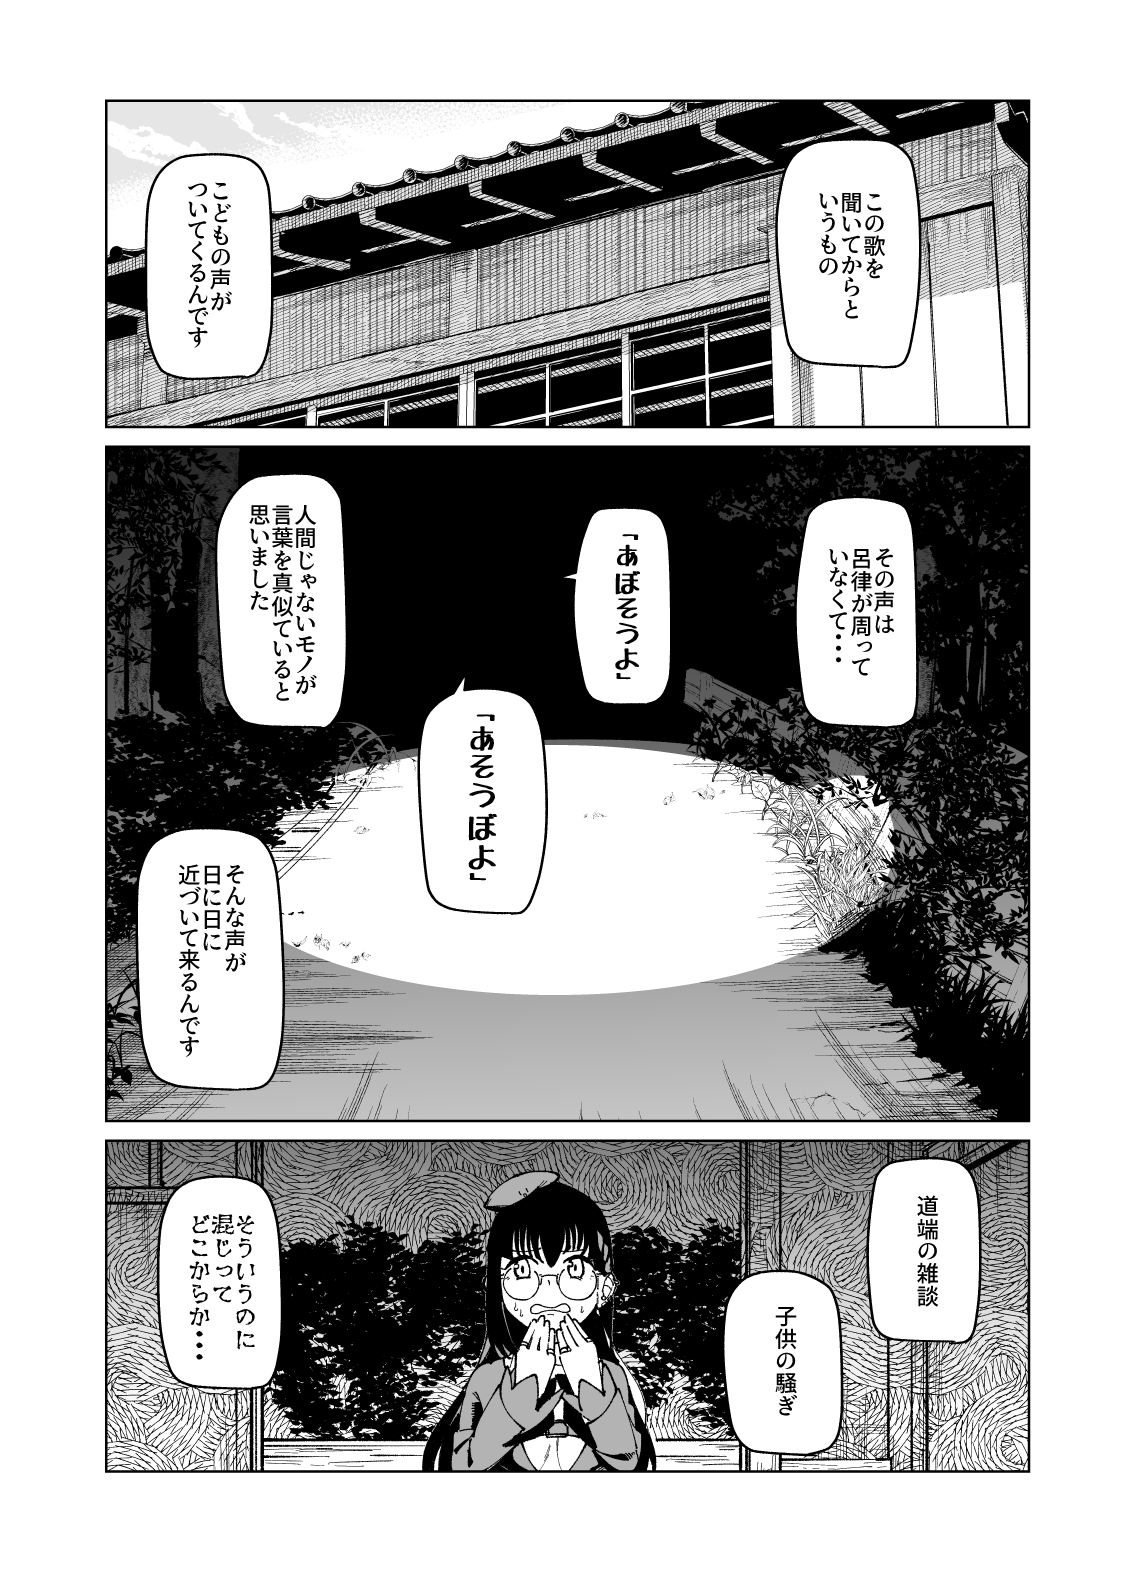 この歌を
聞いてからと
いうもの
こどもの声が
ついてくるんです
その声は
呂律が周って
いなくて・・・
「あぼそうよ」
「あそうぼよ」
人間じゃないモノが
言葉を真似ていると
思いました
そんな声が
日に日に
近づいて来るんです
道端の雑談
子供の騒ぎ
そういうのに
混じって
どこからか・・・